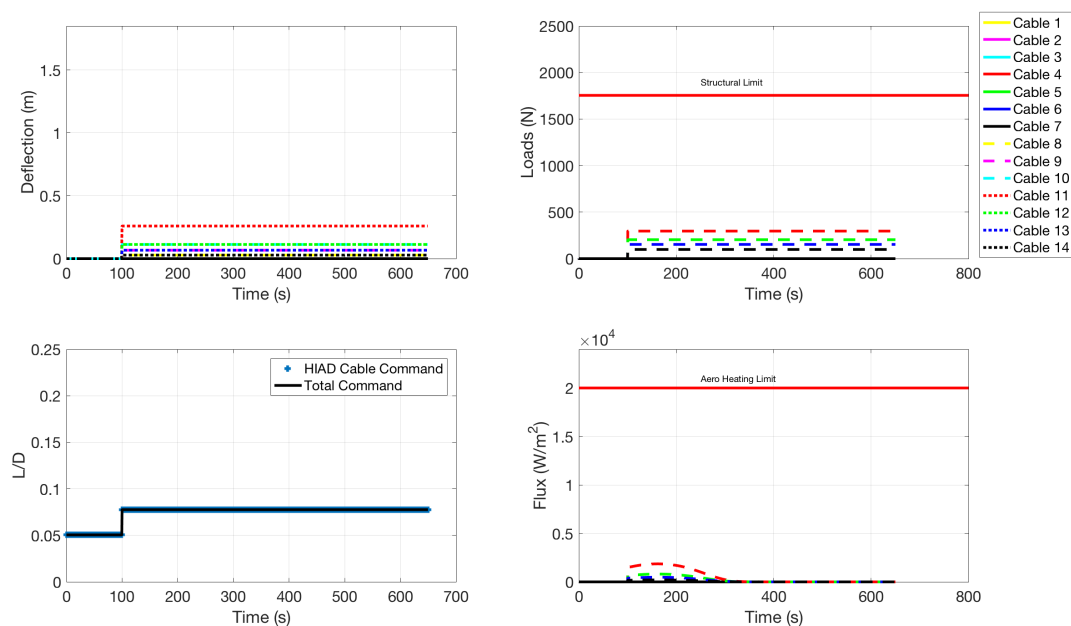 Deflection (m)
1.5
1
0.5
0
0 100 200 300 400 500 600 700
Time (s)
Loads (N)
2500
2000
1500
1000
500
0
Structural Limit
0 200 400 600 800
Time (s)
Cable 1
Cable 2
Cable 3
Cable 4
Cable 5
Cable 6
Cable 7
Cable 8
Cable 9
Cable 10
Cable 11
Cable 12
Cable 13
Cable 14
L/D
0.25
0.2
0.15
0.1
0.05
0
HIAD Cable Command
Total Command
0 100 200 300 400 500 600 700
Time (s)
×10⁴
Flux (W/m²)
2
1.5
1
0.5
0
Aero Heating Limit
0 200 400 600 800
Time (s)